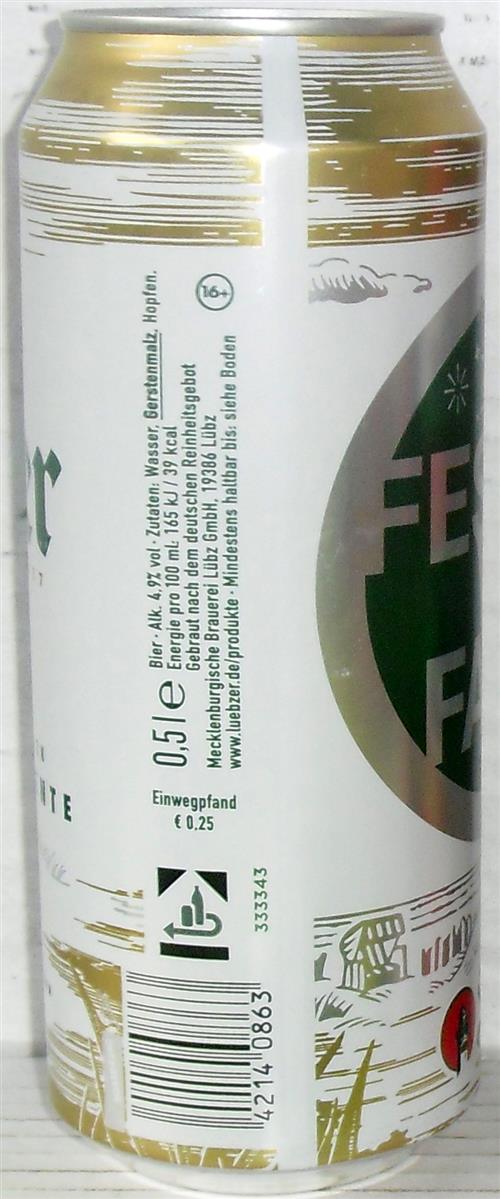 Bier · Alk. 4,9% vol · Zutaten: Wasser, Gerstenmalz, Hopfen.
Energie pro 100 ml: 165 kJ / 39 kcal
Gebraut nach dem deutschen Reinheitsgebot
Mecklenburgische Brauerei Lübz GmbH, 19386 Lübz
www.luebzer.de/produkte · Mindestens haltbar bis: siehe Boden
16+
0,5 l e
Einwegpfand
€ 0,25
333343
4214 0863